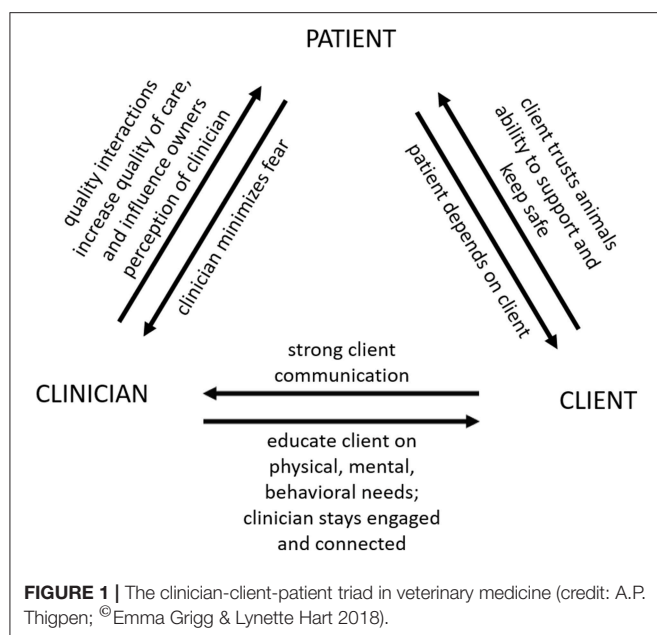 PATIENT
quality interactions
increase quality of care,
and influence owners
perception of clinician
clinician minimizes fear
client trusts animals
ability to support and
keep safe
patient depends on client
strong client
communication
CLINICIAN
CLIENT
educate client on
physical, mental,
behavioral needs;
clinician stays engaged
and connected
FIGURE 1 | The clinician-client-patient triad in veterinary medicine (credit: A.P.
Thigpen; ©Emma Grigg & Lynette Hart 2018).